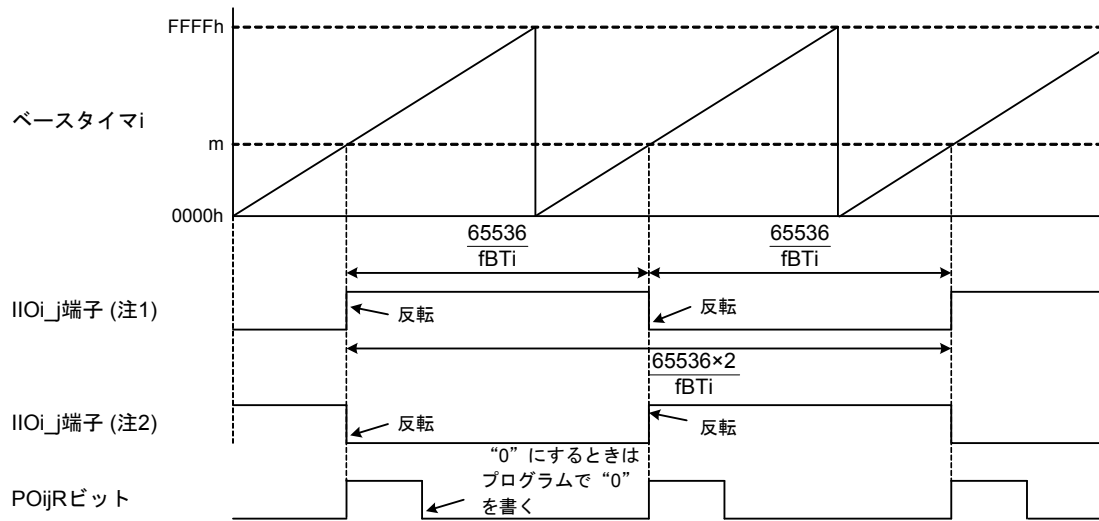 FFFFh
ベースタイマi
m
0000h
65536
fBTi
65536
fBTi
IIOi_j端子 (注1)
反転
反転
65536×2
fBTi
IIOi_j端子 (注2)
反転
反転
“0”にするときは
プログラムで“0”
を書く
POijRビット